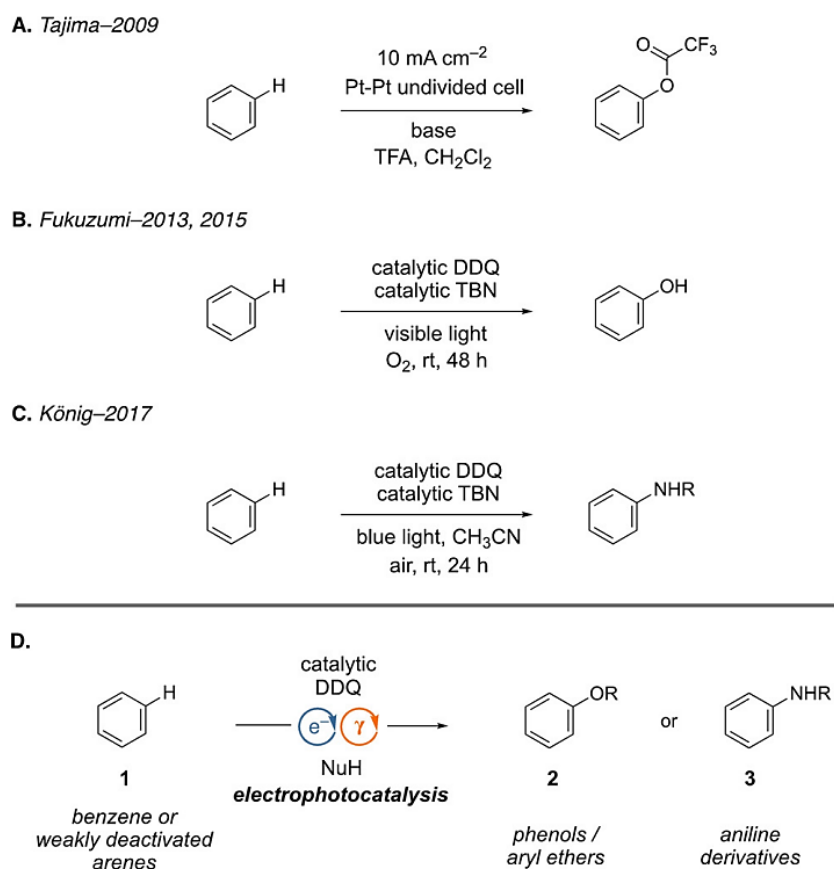 A. Tajima–2009
H
10 mA cm–2
Pt-Pt undivided cell
base
TFA, CH2Cl2
O
CF3
O
B. Fukuzumi–2013, 2015
H
catalytic DDQ
catalytic TBN
visible light
O2, rt, 48 h
OH
C. König–2017
H
catalytic DDQ
catalytic TBN
blue light, CH3CN
air, rt, 24 h
NHR
D.
H
1
benzene or
weakly deactivated
arenes
catalytic
DDQ
e– γ
NuH
electrophotocatalysis
OR
2
phenols /
aryl ethers
or
NHR
3
aniline
derivatives